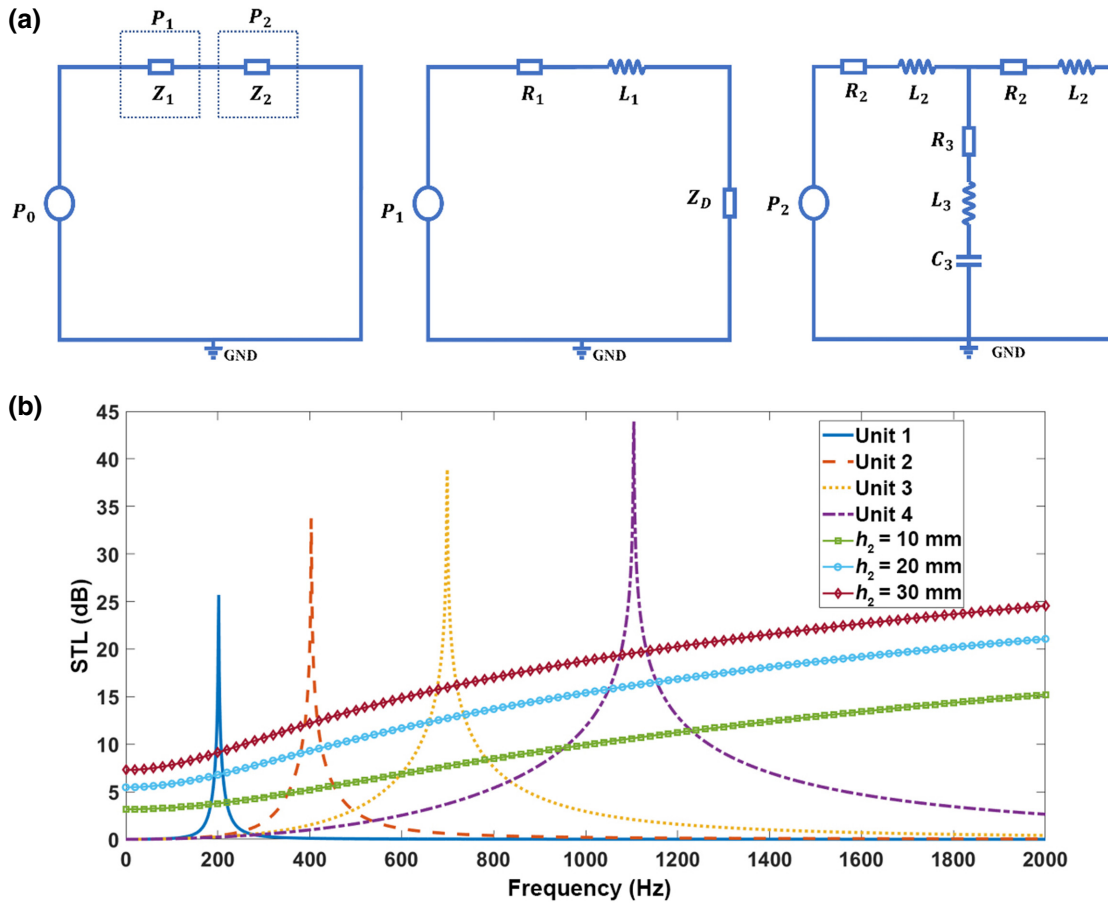 (a)
P₁ P₂
Z₁ Z₂
P₀
GND
R₁ L₁
P₁
Z_D
GND
R₂ L₂ R₂ L₂
R₃
P₂
L₃
C₃
GND
(b)
STL (dB)
45
40
35
30
25
20
15
10
5
0
Unit 1
Unit 2
Unit 3
Unit 4
h₂ = 10 mm
h₂ = 20 mm
h₂ = 30 mm
0 200 400 600 800 1000 1200 1400 1600 1800 2000
Frequency (Hz)